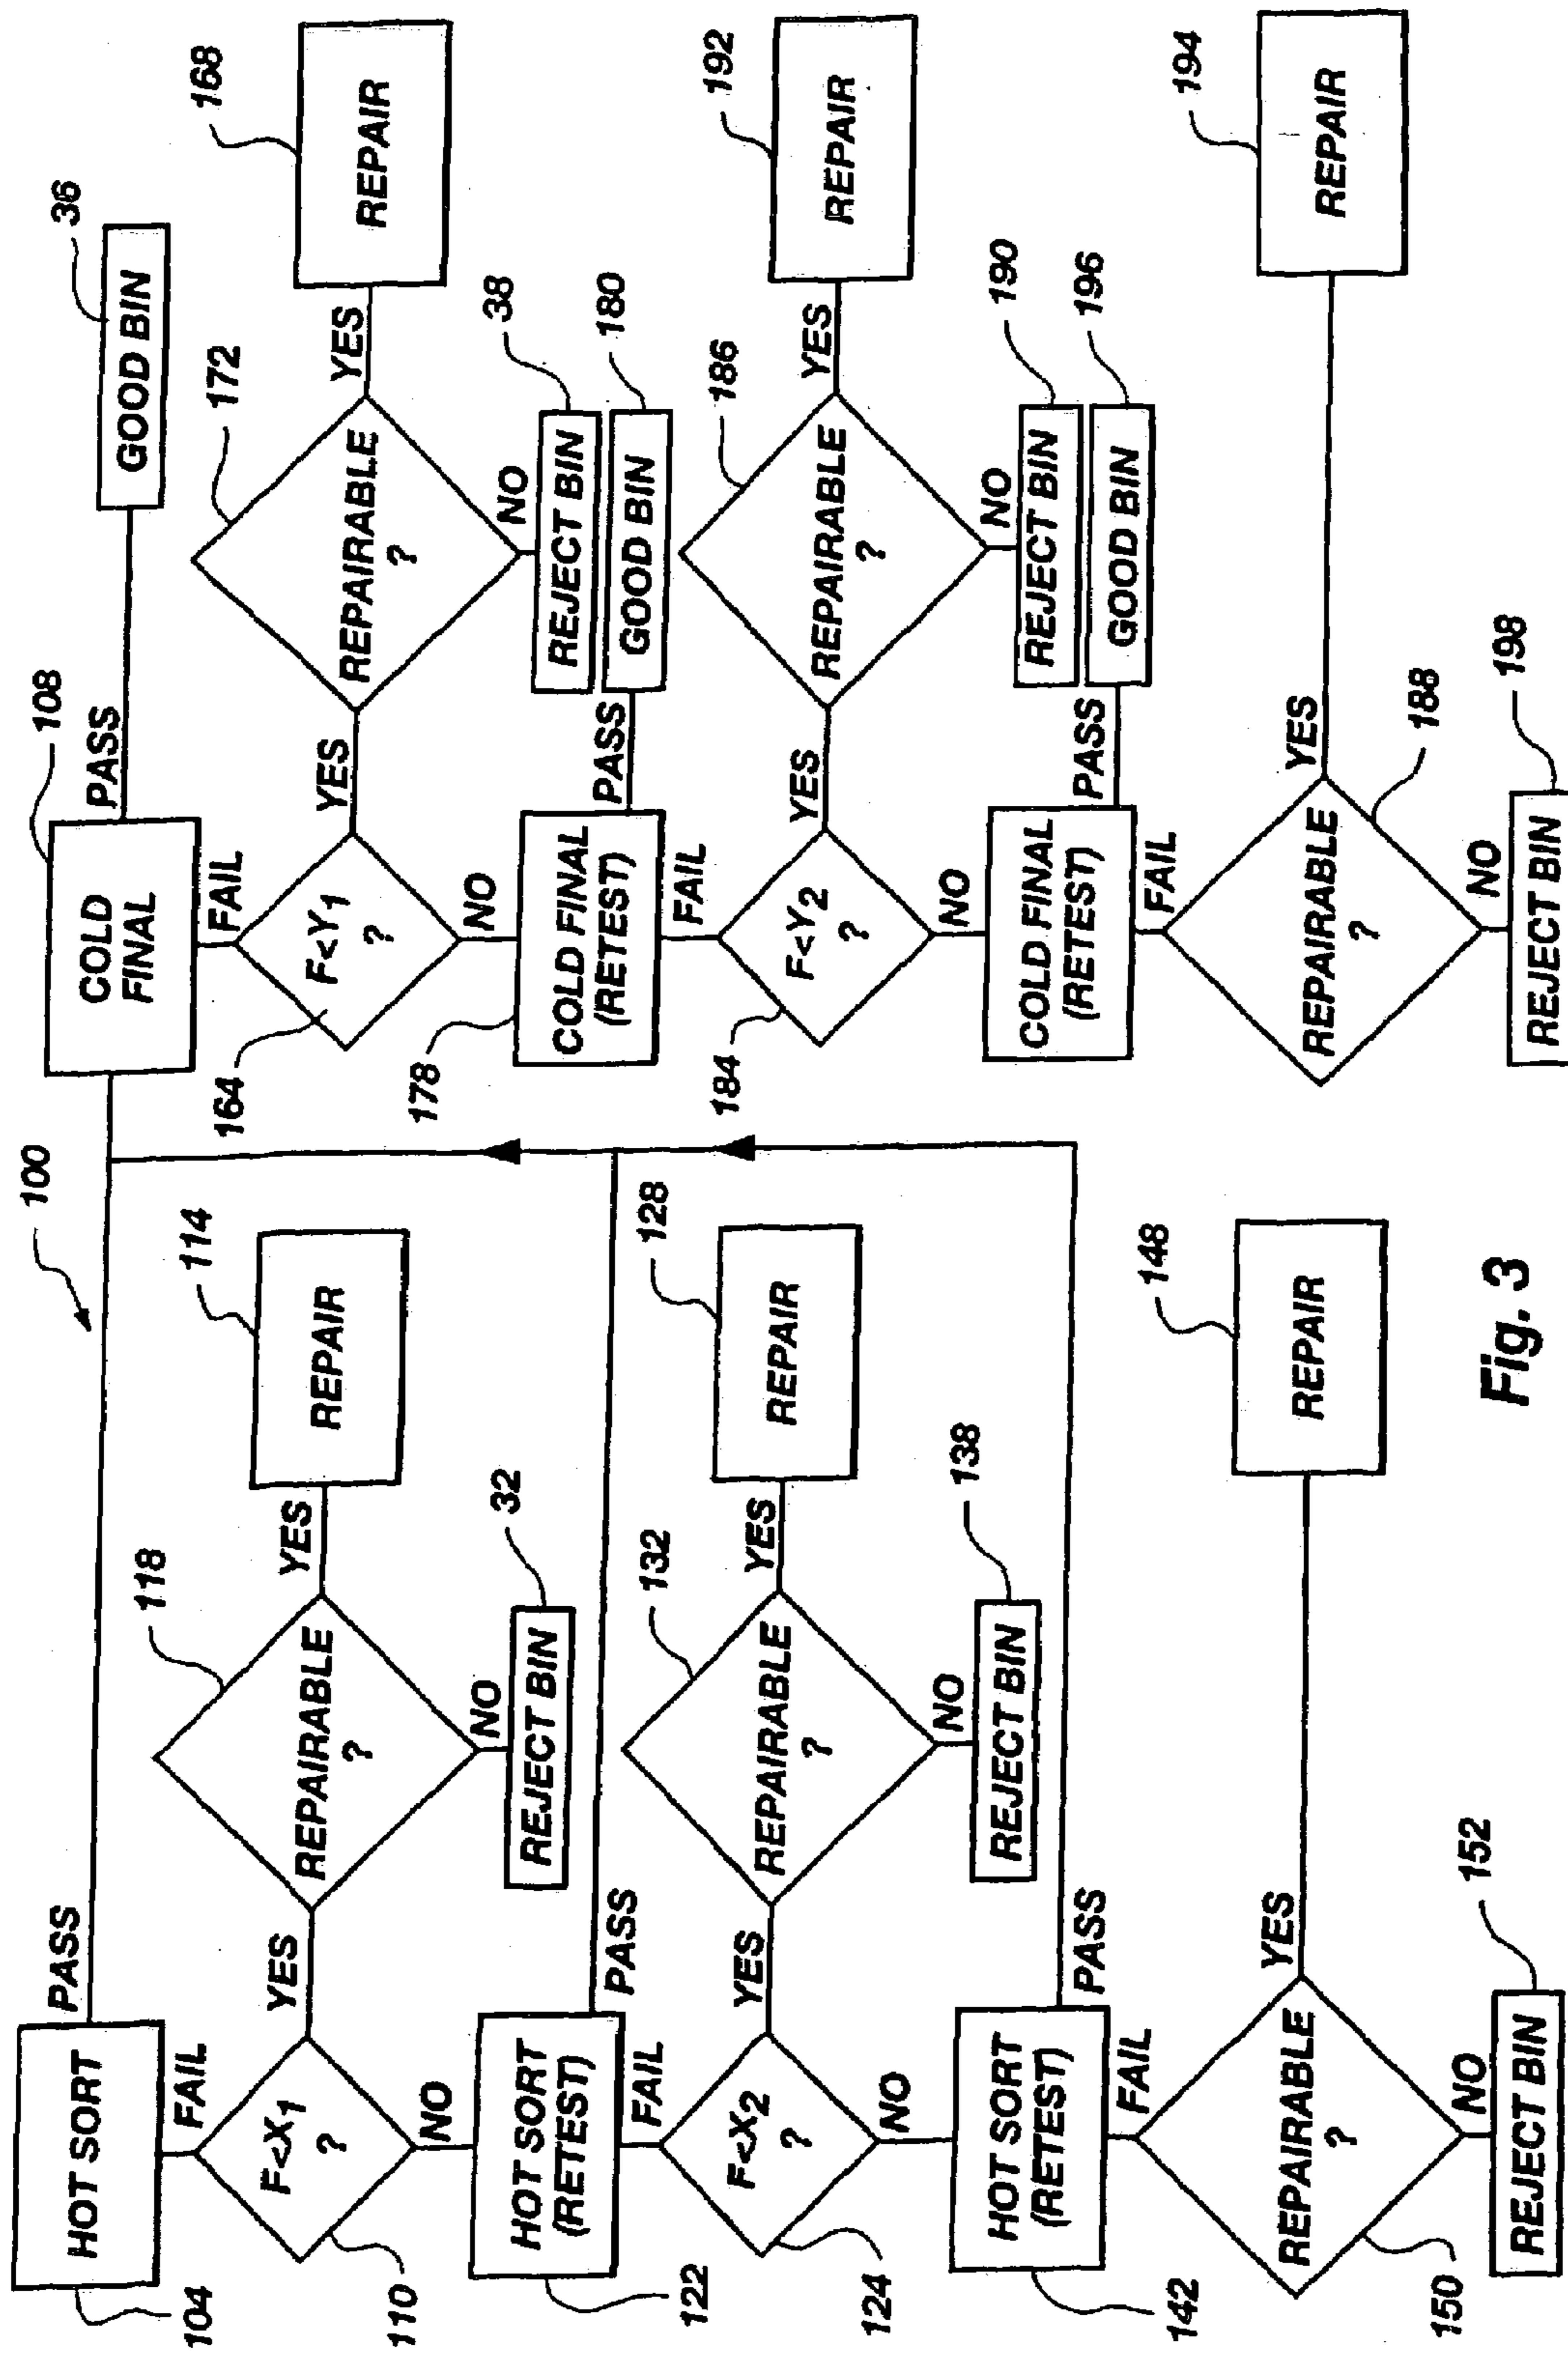 100
HOT SORT
104
PASS
FAIL
F<X1
?
110
YES
REPAIRABLE
?
118
YES
REPAIR
114
NO
NO
REJECT BIN
32
HOT SORT
(RETEST)
122
PASS
FAIL
F<X2
?
124
YES
REPAIRABLE
?
132
YES
REPAIR
128
NO
NO
REJECT BIN
138
HOT SORT
(RETEST)
142
PASS
FAIL
REPAIRABLE
?
150
YES
REPAIR
148
NO
REJECT BIN
152
COLD
FINAL
108
PASS
GOOD BIN
36
FAIL
F<Y1
?
164
YES
REPAIRABLE
?
172
YES
REPAIR
168
NO
NO
REJECT BIN
38
COLD FINAL
(RETEST)
178
PASS
GOOD BIN
180
FAIL
F<Y2
?
184
YES
REPAIRABLE
?
186
YES
REPAIR
192
NO
NO
REJECT BIN
190
COLD FINAL
(RETEST)
PASS
GOOD BIN
196
FAIL
REPAIRABLE
?
188
YES
REPAIR
194
NO
REJECT BIN
198
Fig. 3